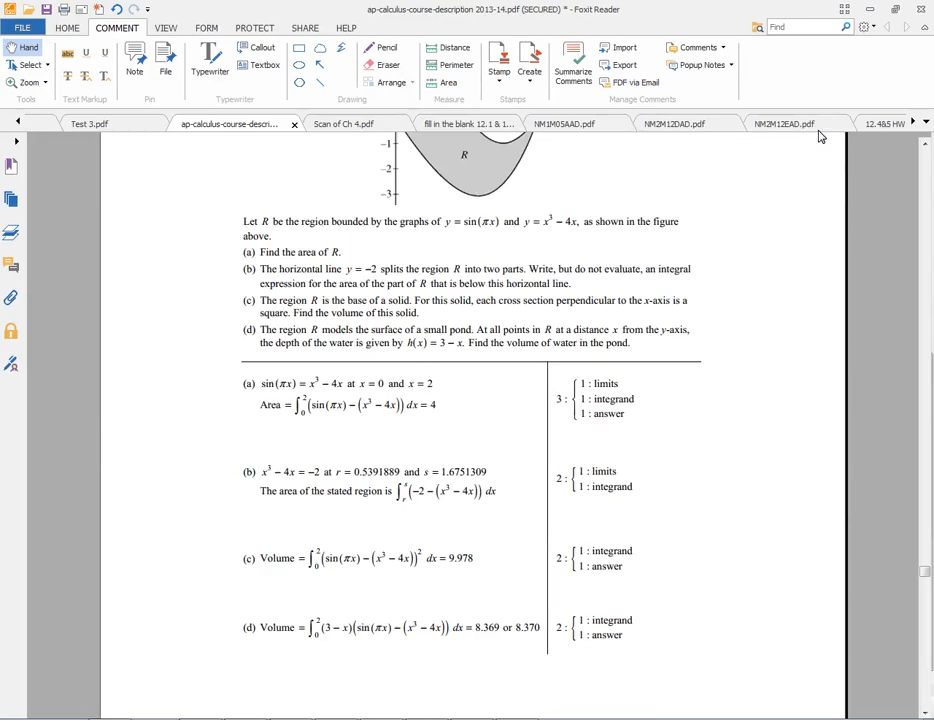 ap-calculus-course-description 2013-14.pdf (SECURED) * - Foxit Reader
FILE HOME COMMENT VIEW FORM PROTECT SHARE HELP Find
Hand abc U U Callout Pencil Distance Import Comments
Select T T T Note File Typewriter Textbox Eraser Perimeter Stamp Create Summarize Comments Export Popup Notes
Zoom Arrange Area PDF via Email
Tools Text Markup Pin Typewriter Drawing Measure Stamps Manage Comments
Test 3.pdf ap-calculus-course-descri... Scan of Ch 4.pdf fill in the blank 12.1 & 1... NM1M05AAD.pdf NM2M12DAD.pdf NM2M12EAD.pdf 12.4&5 HW
−1
R
−2
−3
Let R be the region bounded by the graphs of y = sin(πx) and y = x³ − 4x, as shown in the figure
above.
(a) Find the area of R.
(b) The horizontal line y = −2 splits the region R into two parts. Write, but do not evaluate, an integral
expression for the area of the part of R that is below this horizontal line.
(c) The region R is the base of a solid. For this solid, each cross section perpendicular to the x-axis is a
square. Find the volume of this solid.
(d) The region R models the surface of a small pond. At all points in R at a distance x from the y-axis,
the depth of the water is given by h(x) = 3 − x. Find the volume of water in the pond.
(a) sin(πx) = x³ − 4x at x = 0 and x = 2
Area = ∫₀² (sin(πx) − (x³ − 4x)) dx = 4
3 : { 1 : limits
1 : integrand
1 : answer
(b) x³ − 4x = −2 at r = 0.5391889 and s = 1.6751309
The area of the stated region is ∫ᵣˢ (−2 − (x³ − 4x)) dx
2 : { 1 : limits
1 : integrand
(c) Volume = ∫₀² (sin(πx) − (x³ − 4x))² dx = 9.978
2 : { 1 : integrand
1 : answer
(d) Volume = ∫₀² (3 − x)(sin(πx) − (x³ − 4x)) dx = 8.369 or 8.370
2 : { 1 : integrand
1 : answer